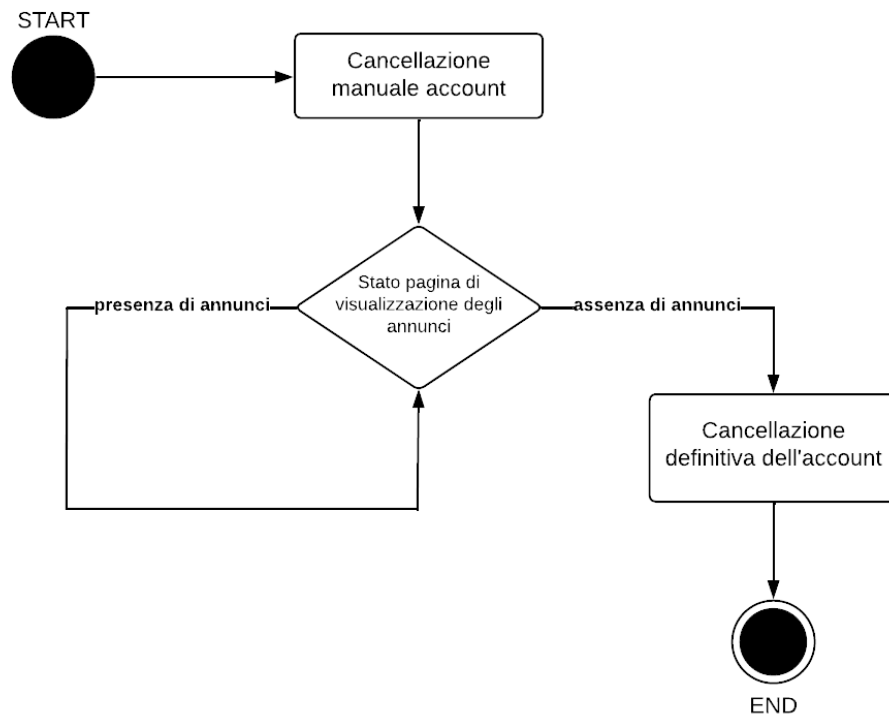 START
Cancellazione
manuale account
Stato pagina di
visualizzazione degli
annunci
presenza di annunci
assenza di annunci
Cancellazione
definitiva dell'account
END